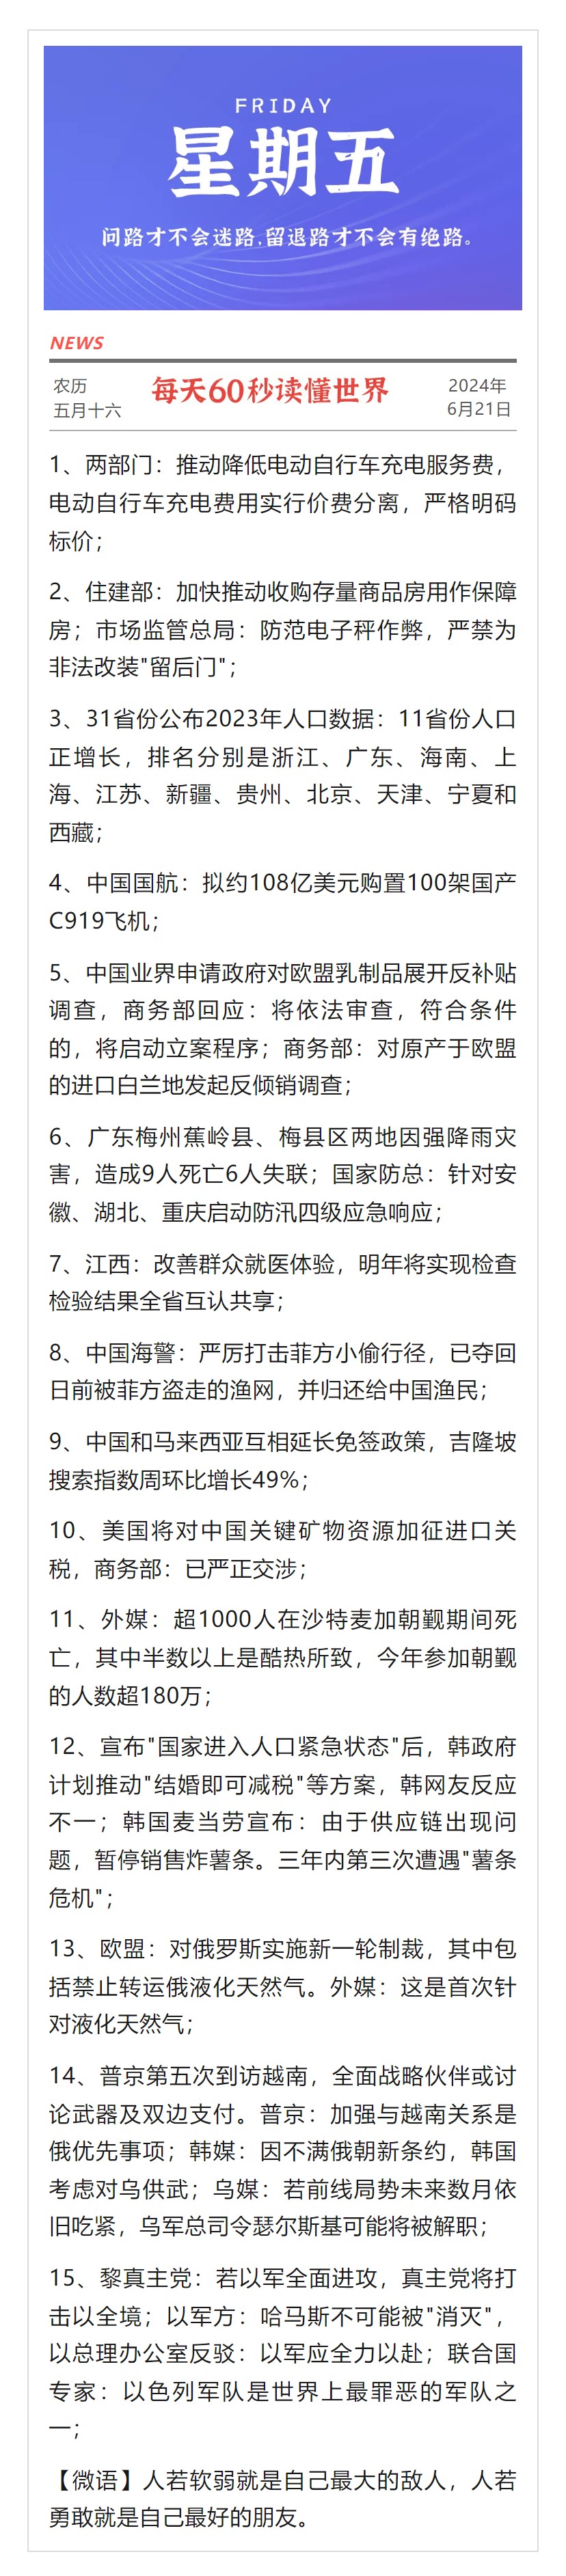 FRIDAY
星期五
问路才不会迷路,留退路才不会有绝路。
NEWS
农历
五月十六
每天60秒读懂世界
2024年
6月21日
1、两部门：推动降低电动自行车充电服务费，
电动自行车充电费用实行价费分离，严格明码
标价；
2、住建部：加快推动收购存量商品房用作保障
房；市场监管总局：防范电子秤作弊，严禁为
非法改装"留后门"；
3、31省份公布2023年人口数据：11省份人口
正增长，排名分别是浙江、广东、海南、上
海、江苏、新疆、贵州、北京、天津、宁夏和
西藏；
4、中国国航：拟约108亿美元购置100架国产
C919飞机；
5、中国业界申请政府对欧盟乳制品展开反补贴
调查，商务部回应：将依法审查，符合条件
的，将启动立案程序；商务部：对原产于欧盟
的进口白兰地发起反倾销调查；
6、广东梅州蕉岭县、梅县区两地因强降雨灾
害，造成9人死亡6人失联；国家防总：针对安
徽、湖北、重庆启动防汛四级应急响应；
7、江西：改善群众就医体验，明年将实现检查
检验结果全省互认共享；
8、中国海警：严厉打击菲方小偷行径，已夺回
日前被菲方盗走的渔网，并归还给中国渔民；
9、中国和马来西亚互相延长免签政策，吉隆坡
搜索指数周环比增长49%；
10、美国将对中国关键矿物资源加征进口关
税，商务部：已严正交涉；
11、外媒：超1000人在沙特麦加朝觐期间死
亡，其中半数以上是酷热所致，今年参加朝觐
的人数超180万；
12、宣布"国家进入人口紧急状态"后，韩政府
计划推动"结婚即可减税"等方案，韩网友反应
不一；韩国麦当劳宣布：由于供应链出现问
题，暂停销售炸薯条。三年内第三次遭遇"薯条
危机"；
13、欧盟：对俄罗斯实施新一轮制裁，其中包
括禁止转运俄液化天然气。外媒：这是首次针
对液化天然气；
14、普京第五次到访越南，全面战略伙伴或讨
论武器及双边支付。普京：加强与越南关系是
俄优先事项；韩媒：因不满俄朝新条约，韩国
考虑对乌供武；乌媒：若前线局势未来数月依
旧吃紧，乌军总司令瑟尔斯基可能将被解职；
15、黎真主党：若以军全面进攻，真主党将打
击以全境；以军方：哈马斯不可能被"消灭"，
以总理办公室反驳：以军应全力以赴；联合国
专家：以色列军队是世界上最罪恶的军队之
一；
【微语】人若软弱就是自己最大的敌人，人若
勇敢就是自己最好的朋友。